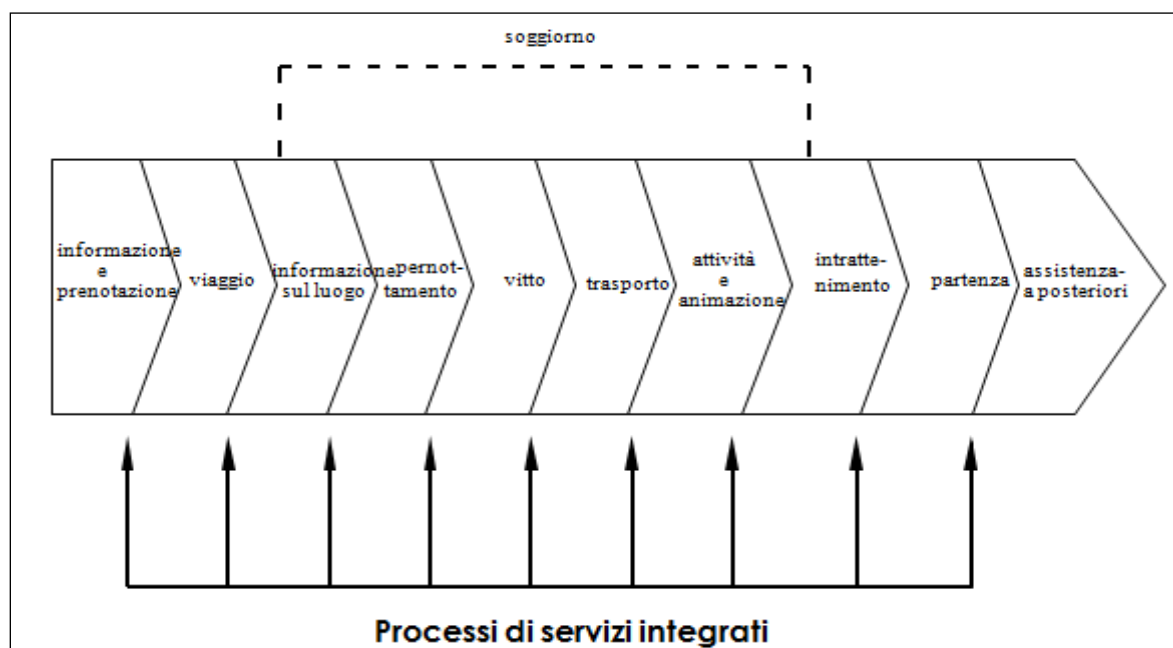 soggiorno
informazione
e
prenotazione
viaggio
informazione
sul luogo
pernot-
tamento
vitto
trasporto
attività
e
animazione
intratte-
nimento
partenza
assistenza-
a posteriori
Processi di servizi integrati